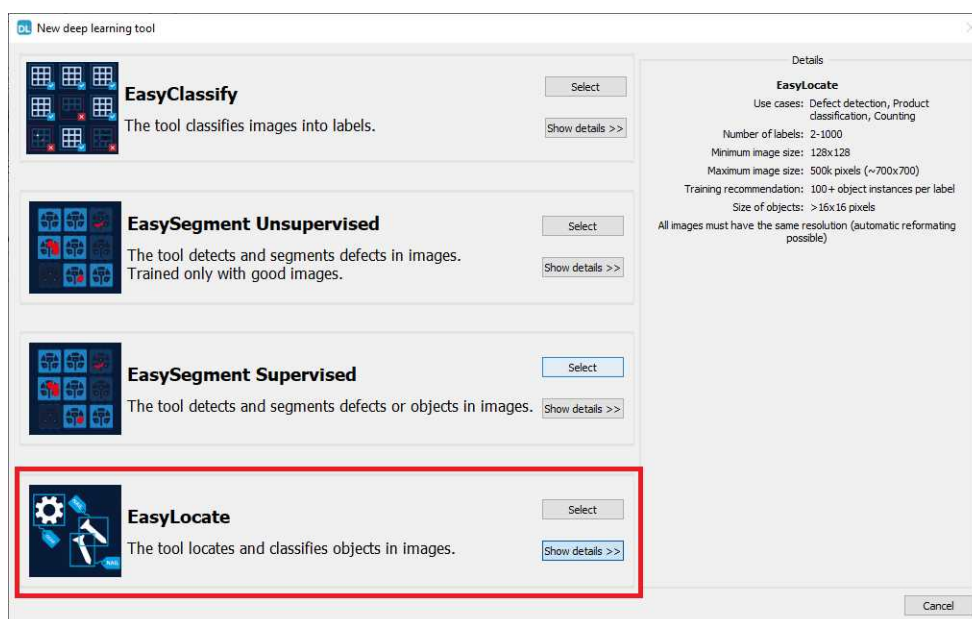 DL New deep learning tool
EasyClassify
The tool classifies images into labels.
Select
Show details >>
EasySegment Unsupervised
The tool detects and segments defects in images.
Trained only with good images.
Select
Show details >>
EasySegment Supervised
The tool detects and segments defects or objects in images.
Select
Show details >>
EasyLocate
The tool locates and classifies objects in images.
Select
Show details >>
Details
EasyLocate
Use cases: Defect detection, Product
classification, Counting
Number of labels: 2-1000
Minimum image size: 128x128
Maximum image size: 500k pixels (~700x700)
Training recommendation: 100+ object instances per label
Size of objects: >16x16 pixels
All images must have the same resolution (automatic reformating
possible)
Cancel